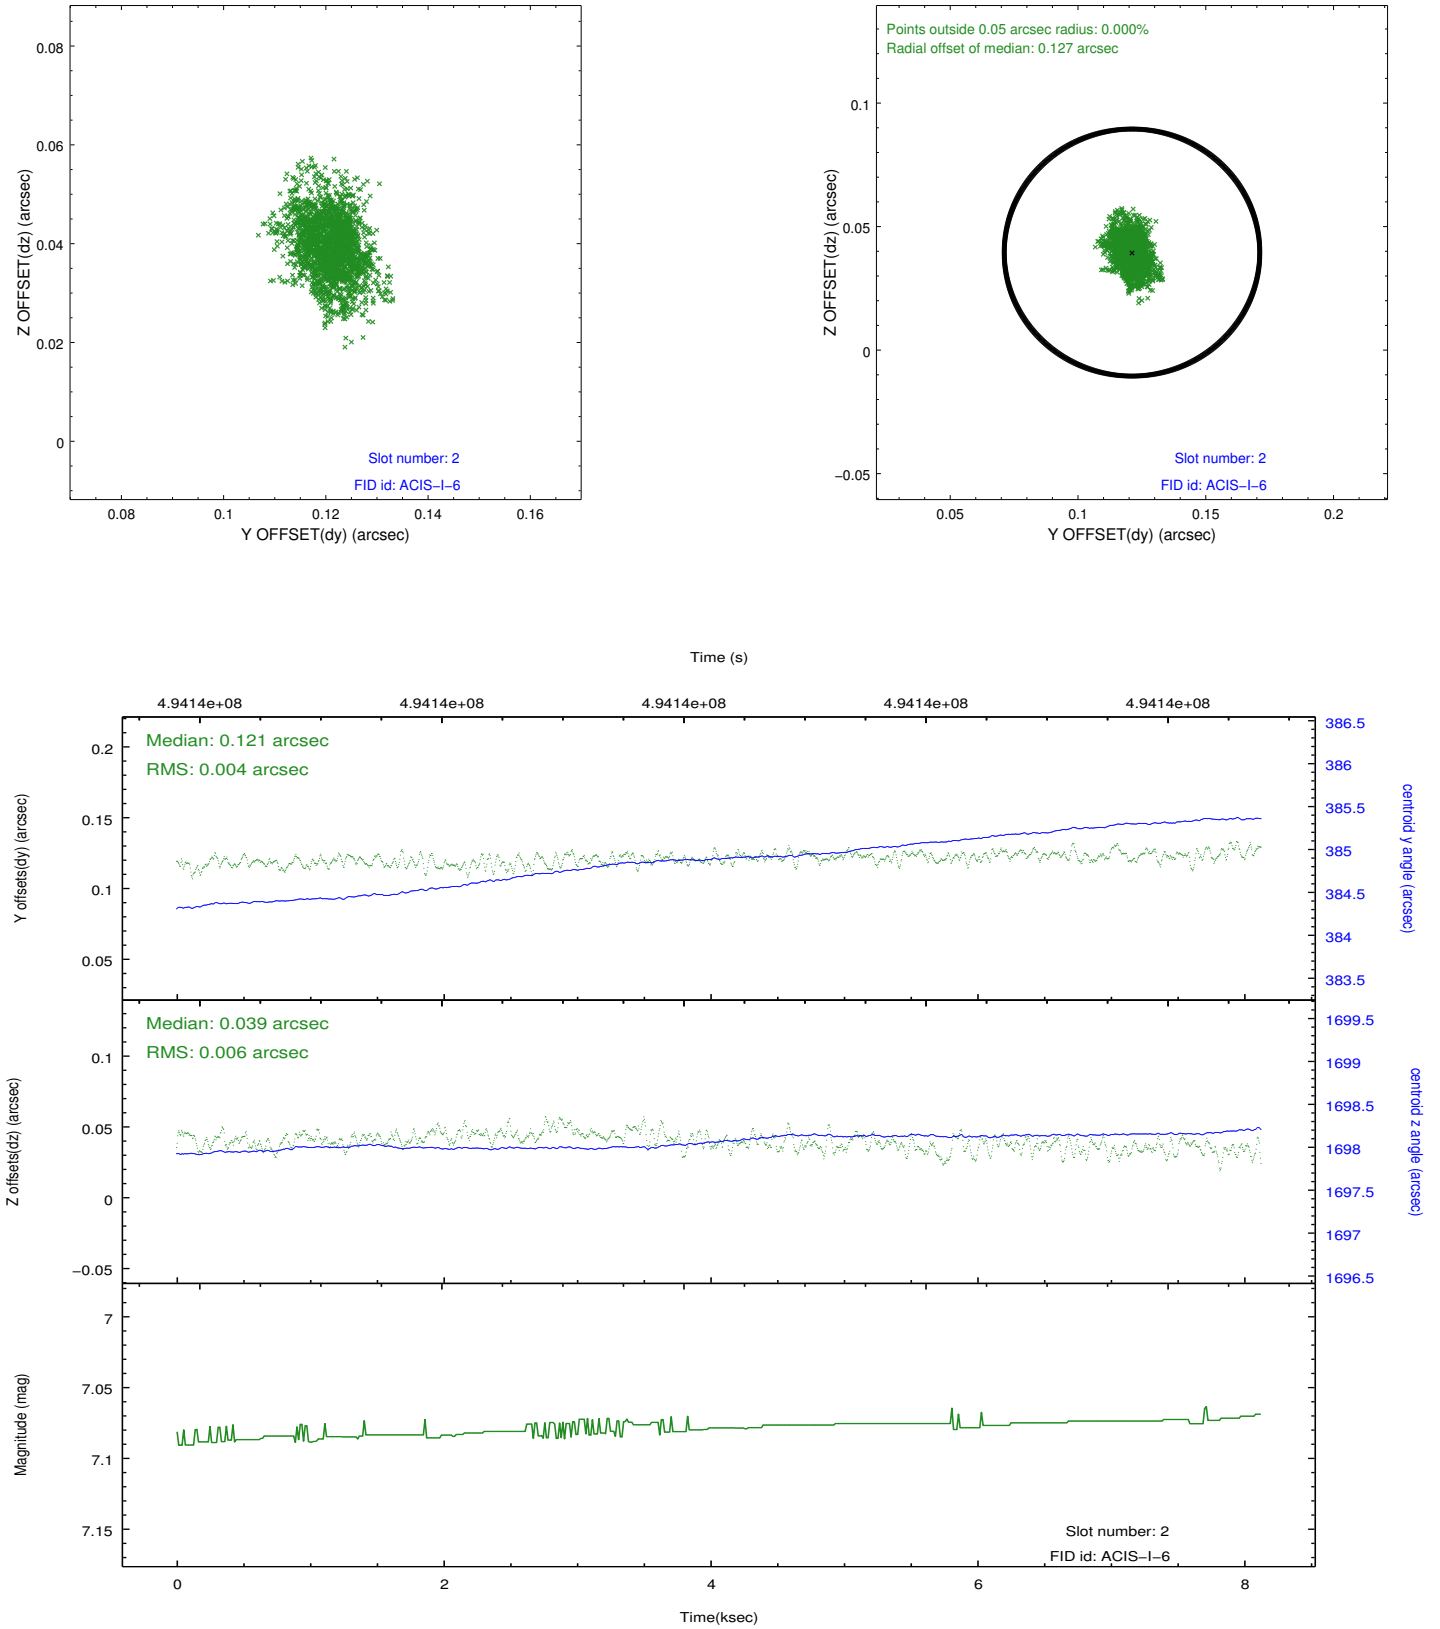 0.08
0.06
0.04
0.02
0
Z OFFSET(dz) (arcsec)
Slot number: 2
FID id: ACIS−I−6
0.08 0.1 0.12 0.14 0.16
Y OFFSET(dy) (arcsec)
Points outside 0.05 arcsec radius: 0.000%
Radial offset of median: 0.127 arcsec
0.1
0.05
0
−0.05
Z OFFSET(dz) (arcsec)
Slot number: 2
FID id: ACIS−I−6
0.05 0.1 0.15 0.2
Y OFFSET(dy) (arcsec)
Time (s)
4.9414e+08 4.9414e+08 4.9414e+08 4.9414e+08 4.9414e+08
Median: 0.121 arcsec
RMS: 0.004 arcsec
0.2
0.15
0.1
0.05
Y offsets(dy) (arcsec)
386.5
386
385.5
385
384.5
384
383.5
centroid y angle (arcsec)
Median: 0.039 arcsec
RMS: 0.006 arcsec
0.1
0.05
0
−0.05
Z offsets(dz) (arcsec)
1699.5
1699
1698.5
1698
1697.5
1697
1696.5
centroid z angle (arcsec)
7
7.05
7.1
7.15
Magnitude (mag)
Slot number: 2
FID id: ACIS−I−6
0 2 4 6 8
Time(ksec)